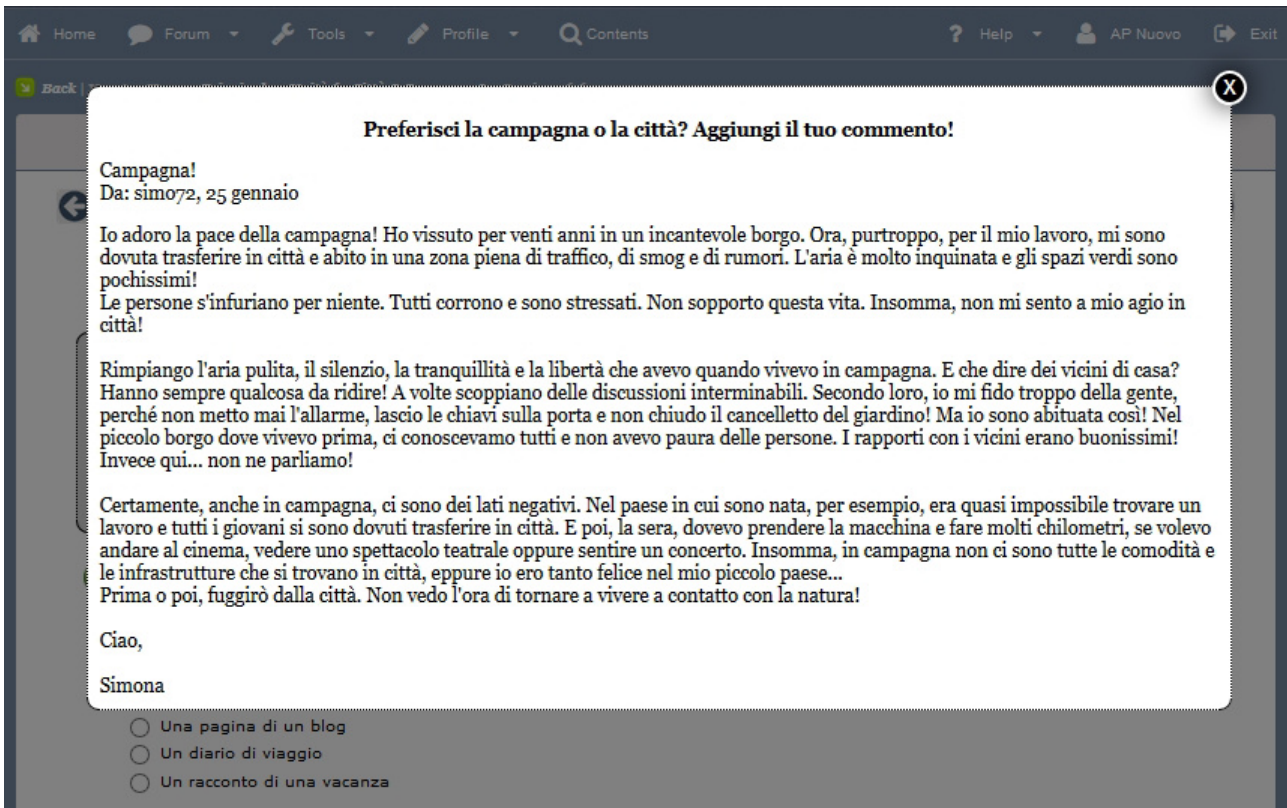 Home Forum Tools Profile Contents ? Help AP Nuovo Exit
Back |
X
Preferisci la campagna o la città? Aggiungi il tuo commento!
Campagna!
Da: simo72, 25 gennaio
Io adoro la pace della campagna! Ho vissuto per venti anni in un incantevole borgo. Ora, purtroppo, per il mio lavoro, mi sono
dovuta trasferire in città e abito in una zona piena di traffico, di smog e di rumori. L'aria è molto inquinata e gli spazi verdi sono
pochissimi!
Le persone s'infuriano per niente. Tutti corrono e sono stressati. Non sopporto questa vita. Insomma, non mi sento a mio agio in
città!
Rimpiango l'aria pulita, il silenzio, la tranquillità e la libertà che avevo quando vivevo in campagna. E che dire dei vicini di casa?
Hanno sempre qualcosa da ridire! A volte scoppiano delle discussioni interminabili. Secondo loro, io mi fido troppo della gente,
perché non metto mai l'allarme, lascio le chiavi sulla porta e non chiudo il cancelletto del giardino! Ma io sono abituata così! Nel
piccolo borgo dove vivevo prima, ci conoscevamo tutti e non avevo paura delle persone. I rapporti con i vicini erano buonissimi!
Invece qui... non ne parliamo!
Certamente, anche in campagna, ci sono dei lati negativi. Nel paese in cui sono nata, per esempio, era quasi impossibile trovare un
lavoro e tutti i giovani si sono dovuti trasferire in città. E poi, la sera, dovevo prendere la macchina e fare molti chilometri, se volevo
andare al cinema, vedere uno spettacolo teatrale oppure sentire un concerto. Insomma, in campagna non ci sono tutte le comodità e
le infrastrutture che si trovano in città, eppure io ero tanto felice nel mio piccolo paese...
Prima o poi, fuggirò dalla città. Non vedo l'ora di tornare a vivere a contatto con la natura!
Ciao,
Simona
Una pagina di un blog
Un diario di viaggio
Un racconto di una vacanza